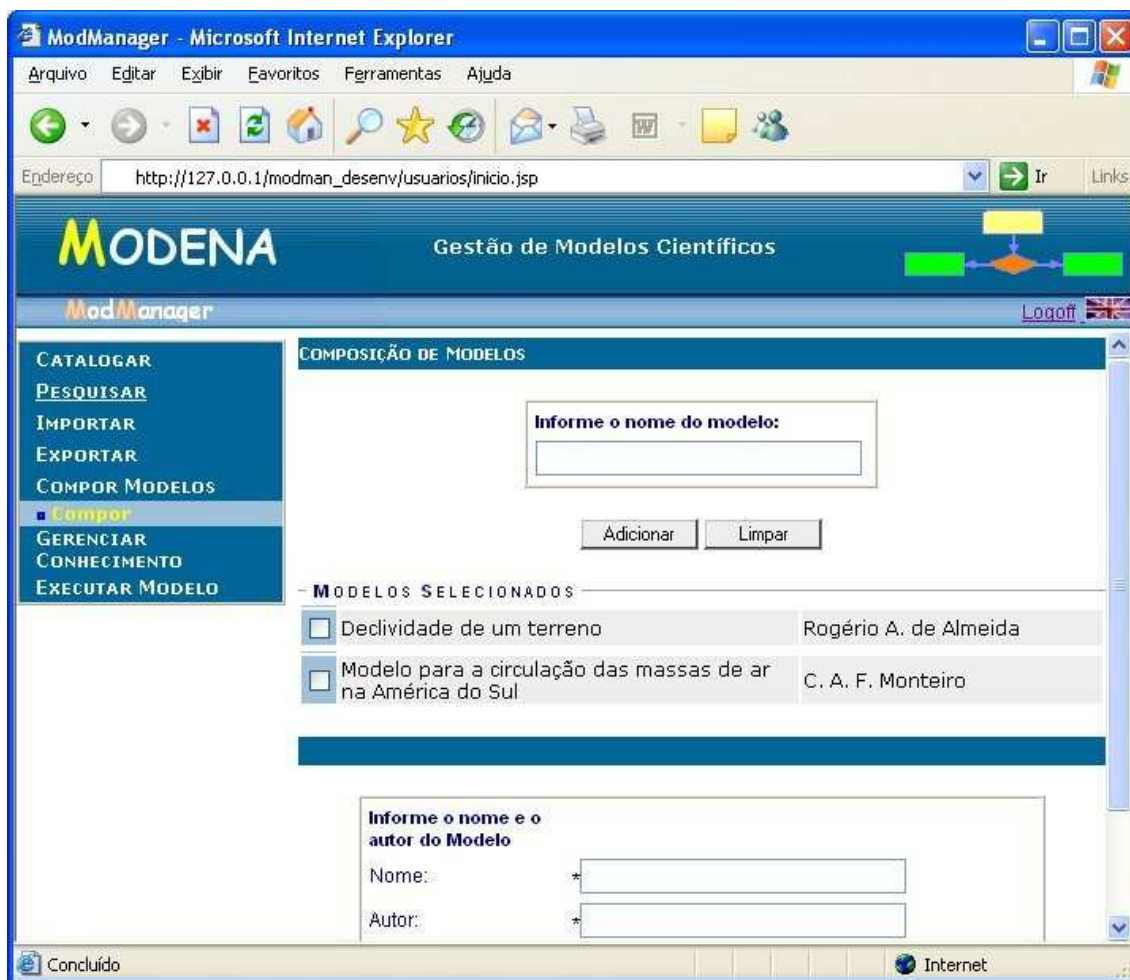 ModManager - Microsoft Internet Explorer
Arquivo Editar Exibir Favoritos Ferramentas Ajuda
W
Endereço http://127.0.0.1/modman_desenv/usuarios/inicio.jsp Ir Links
MODENA Gestão de Modelos Científicos
ModManager Logoff
CATALOGAR
PESQUISAR
IMPORTAR
EXPORTAR
COMPOR MODELOS
Compor
GERENCIAR
CONHECIMENTO
EXECUTAR MODELO
COMPOSIÇÃO DE MODELOS
Informe o nome do modelo:
Adicionar Limpar
MODELOS SELECIONADOS
Declividade de um terreno Rogério A. de Almeida
Modelo para a circulação das massas de ar
na América do Sul C. A. F. Monteiro
Informe o nome e o
autor do Modelo
Nome: *
Autor: *
Concluído Internet